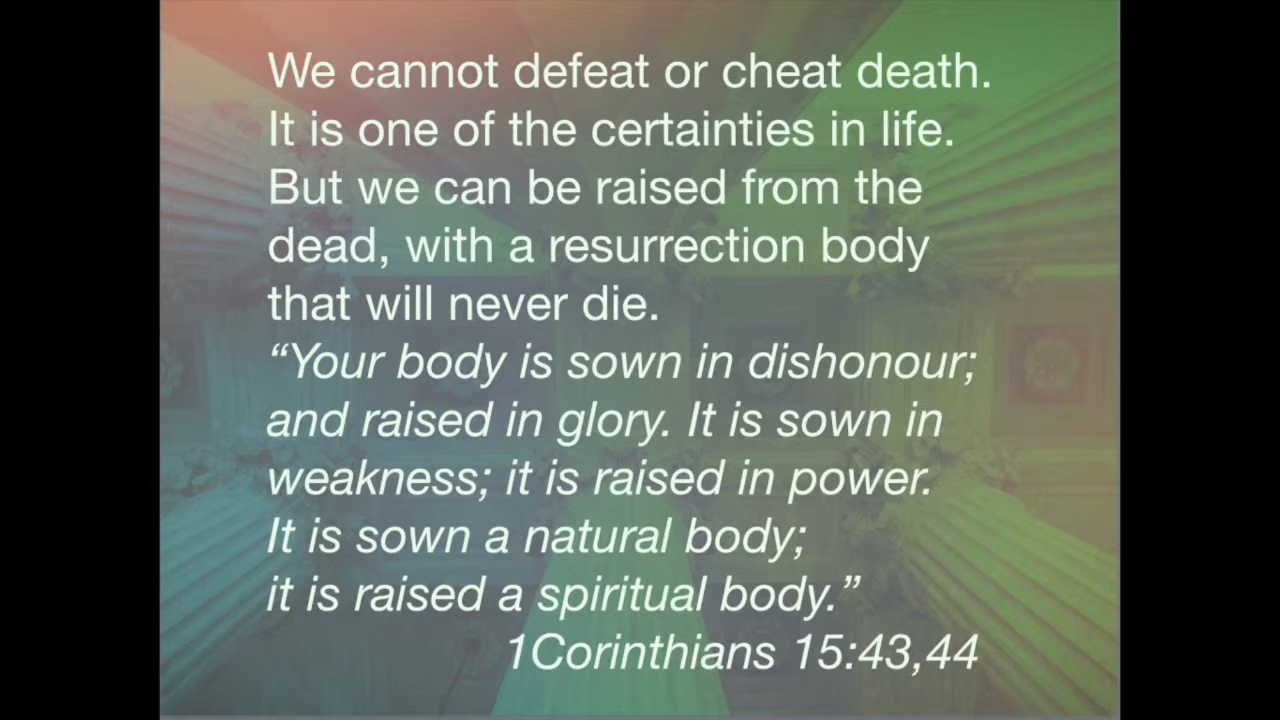 We cannot defeat or cheat death.
It is one of the certainties in life.
But we can be raised from the
dead, with a resurrection body
that will never die.
“Your body is sown in dishonour;
and raised in glory. It is sown in
weakness; it is raised in power.
It is sown a natural body;
it is raised a spiritual body.”
1Corinthians 15:43,44